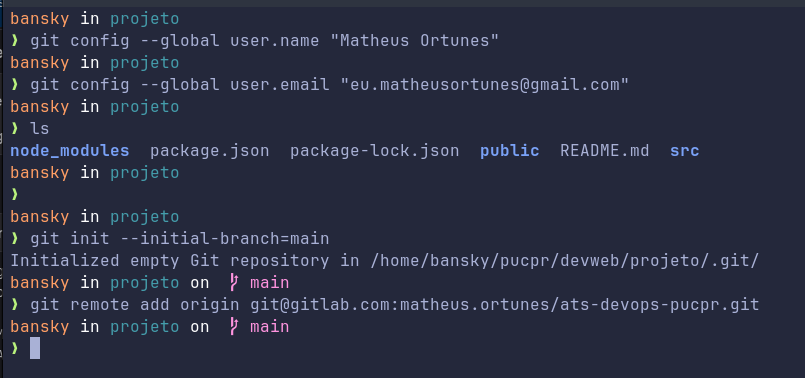 bansky in projeto
❯ git config --global user.name "Matheus Ortunes"
bansky in projeto
❯ git config --global user.email "eu.matheusortunes@gmail.com"
bansky in projeto
❯ ls
node_modules package.json package-lock.json public README.md src
bansky in projeto
❯
bansky in projeto
❯ git init --initial-branch=main
Initialized empty Git repository in /home/bansky/pucpr/devweb/projeto/.git/
bansky in projeto on main
❯ git remote add origin git@gitlab.com:matheus.ortunes/ats-devops-pucpr.git
bansky in projeto on main
❯